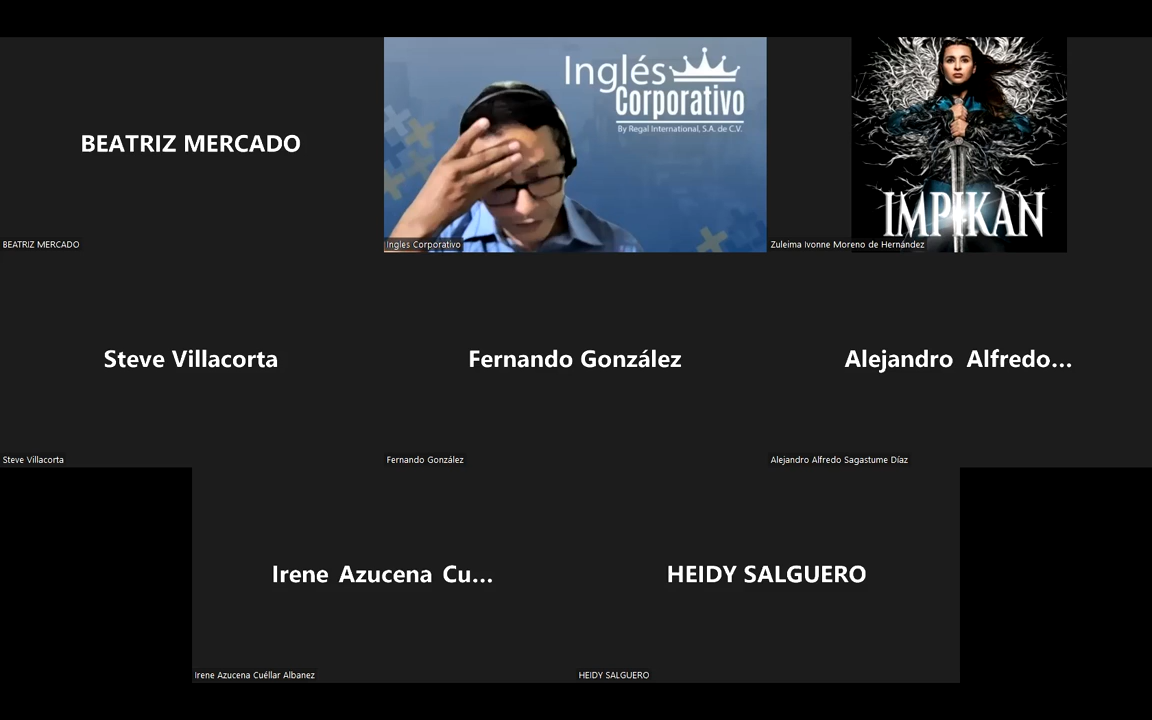 BEATRIZ MERCADO
BEATRIZ MERCADO
Inglés
Corporativo
By Regal International, S.A. de C.V.
Ingles Corporativo
IMPIKAN
Zuleima Ivonne Moreno de Hernández
Steve Villacorta
Steve Villacorta
Fernando González
Fernando González
Alejandro Alfredo...
Alejandro Alfredo Sagastume Díaz
Irene Azucena Cu...
Irene Azucena Cuéllar Albanez
HEIDY SALGUERO
HEIDY SALGUERO